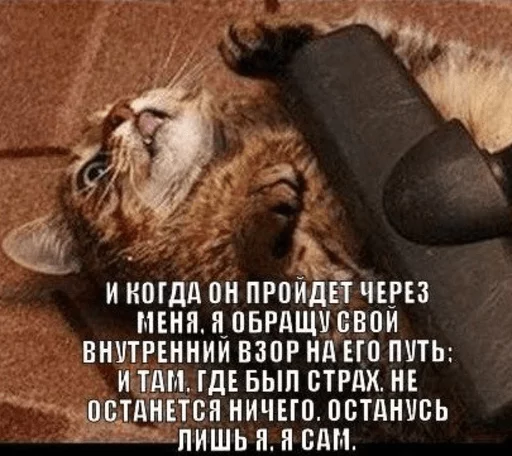 И КОГДА ОН ПРОЙДЕТ ЧЕРЕЗ
МЕНЯ, Я ОБРАЩУ СВОЙ
ВНУТРЕННИЙ ВЗОР НА ЕГО ПУТЬ;
И ТАМ, ГДЕ БЫЛ СТРАХ, НЕ
ОСТАНЕТСЯ НИЧЕГО. ОСТАНУСЬ
ЛИШЬ Я, Я САМ.